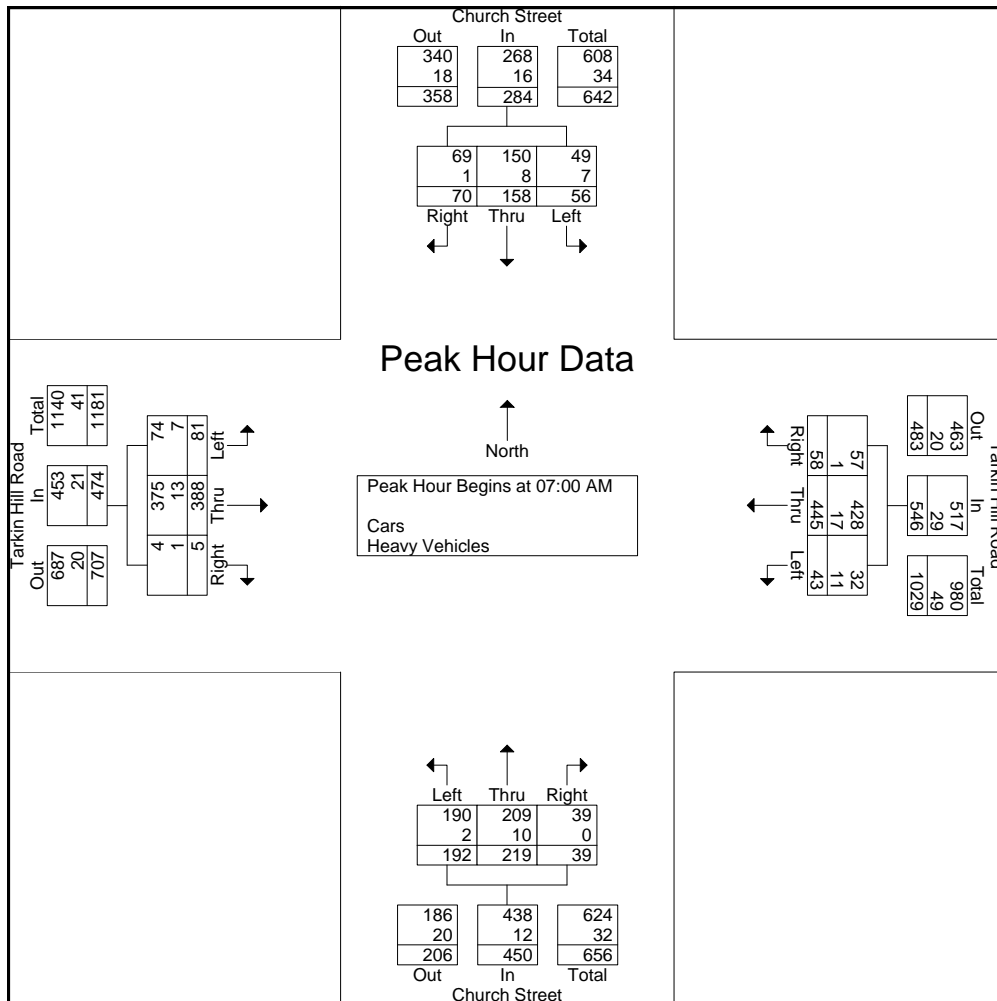 Church Street
Out In Total
340 268 608
18 16 34
358 284 642
69 150 49
1 8 7
70 158 56
Right Thru Left
Peak Hour Data
North
Peak Hour Begins at 07:00 AM
Cars
Heavy Vehicles
Tarkin Hill Road
Total In Out
1140 453 687
41 21 20
1181 474 707
74 375 4
7 13 1
81 388 5
Left Thru Right
Tarkin Hill Road
Out In Total
463 517 980
20 29 49
483 546 1029
57 428 32
1 17 11
58 445 43
Right Thru Left
Left Thru Right
190 209 39
2 10 0
192 219 39
186 438 624
20 12 32
206 450 656
Out In Total
Church Street